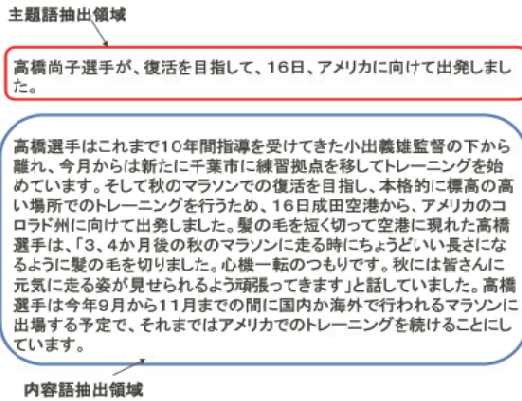 主題語抽出領域
高橋尚子選手が、復活を目指して、16日、アメリカに向けて出発しまし
た。
高橋選手はこれまで10年間指導を受けてきた小出義雄監督の下から
離れ、今月からは新たに千葉市に練習拠点を移してトレーニングを始
めています。そして秋のマラソンでの復活を目指し、本格的に標高の高
い場所でのトレーニングを行うため、16日成田空港から、アメリカのコ
ロラド州に向けて出発しました。髪の毛を短く切って空港に現れた高橋
選手は、「3、4か月後の秋のマラソンに走る時にちょうどいい長さにな
るように髪の毛を切りました。心機一転のつもりです。秋には皆さんに
元気に走る姿が見せられるよう頑張ってきます」と話していました。高橋
選手は今年9月から11月までの間に国内か海外で行われるマラソンに
出場する予定で、それまではアメリカでのトレーニングを続けることにし
ています。
内容語抽出領域